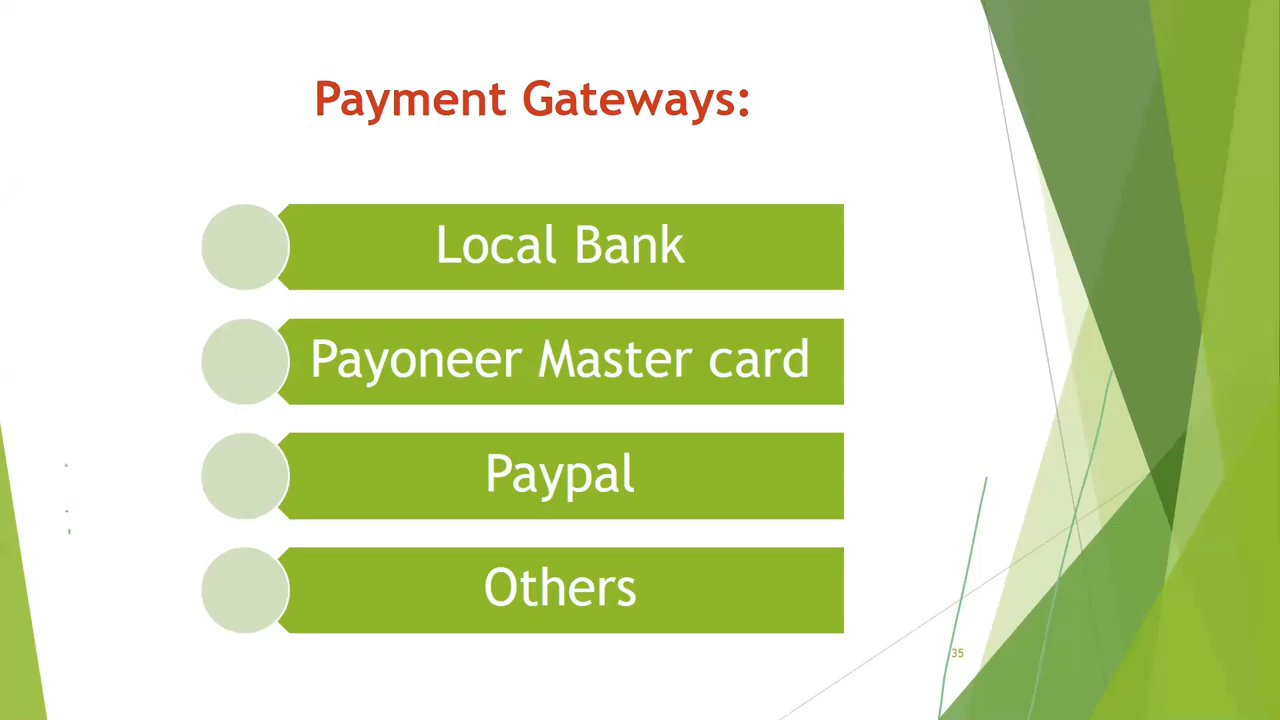 Payment Gateways:
Local Bank
Payoneer Master card
Paypal
Others
35